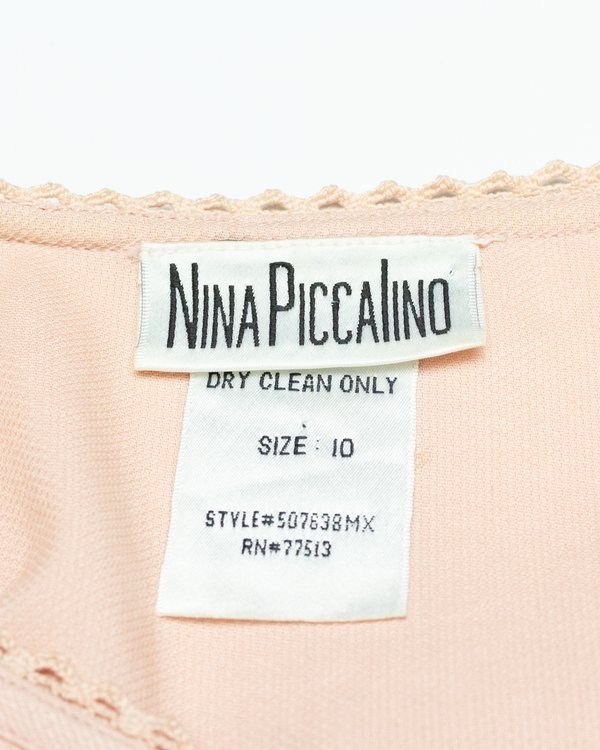 NINA PICCALINO
DRY CLEAN ONLY
SIZE : 10
STYLE#507638MX
RN#77513